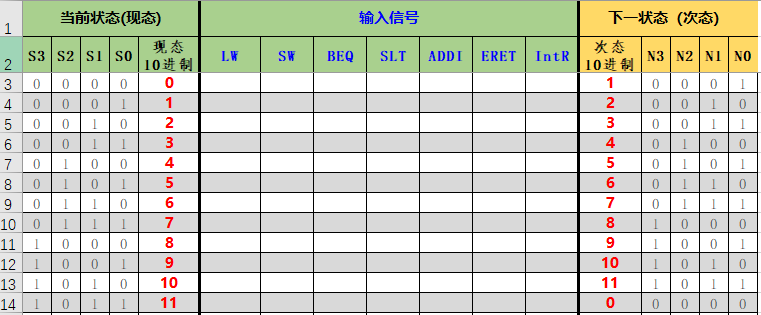 1 当前状态(现态) 输入信号 下一状态 (次态)
2 S3 S2 S1 S0 现态 10进制 LW SW BEQ SLT ADDI ERET IntR 次态 10进制 N3 N2 N1 N0
3 0 0 0 0 0 1 0 0 0 1
4 0 0 0 1 1 2 0 0 1 0
5 0 0 1 0 2 3 0 0 1 1
6 0 0 1 1 3 4 0 1 0 0
7 0 1 0 0 4 5 0 1 0 1
8 0 1 0 1 5 6 0 1 1 0
9 0 1 1 0 6 7 0 1 1 1
10 0 1 1 1 7 8 1 0 0 0
11 1 0 0 0 8 9 1 0 0 1
12 1 0 0 1 9 10 1 0 1 0
13 1 0 1 0 10 11 1 0 1 1
14 1 0 1 1 11 0 0 0 0 0